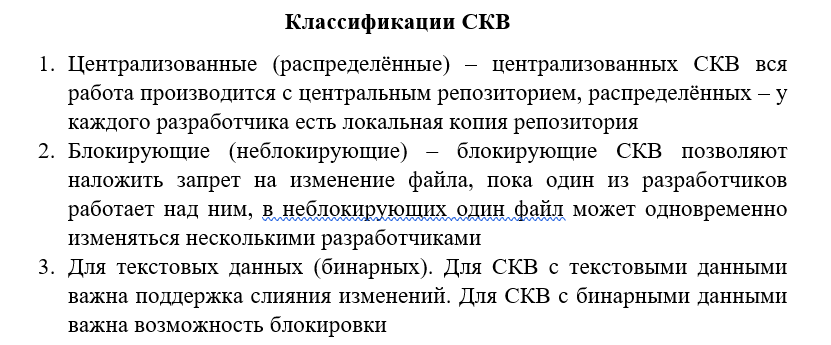 Классификации СКВ
1. Централизованные (распределённые) – централизованных СКВ вся
работа производится с центральным репозиторием, распределённых – у
каждого разработчика есть локальная копия репозитория
2. Блокирующие (неблокирующие) – блокирующие СКВ позволяют
наложить запрет на изменение файла, пока один из разработчиков
работает над ним, в неблокирующих один файл может одновременно
изменяться несколькими разработчиками
3. Для текстовых данных (бинарных). Для СКВ с текстовыми данными
важна поддержка слияния изменений. Для СКВ с бинарными данными
важна возможность блокировки